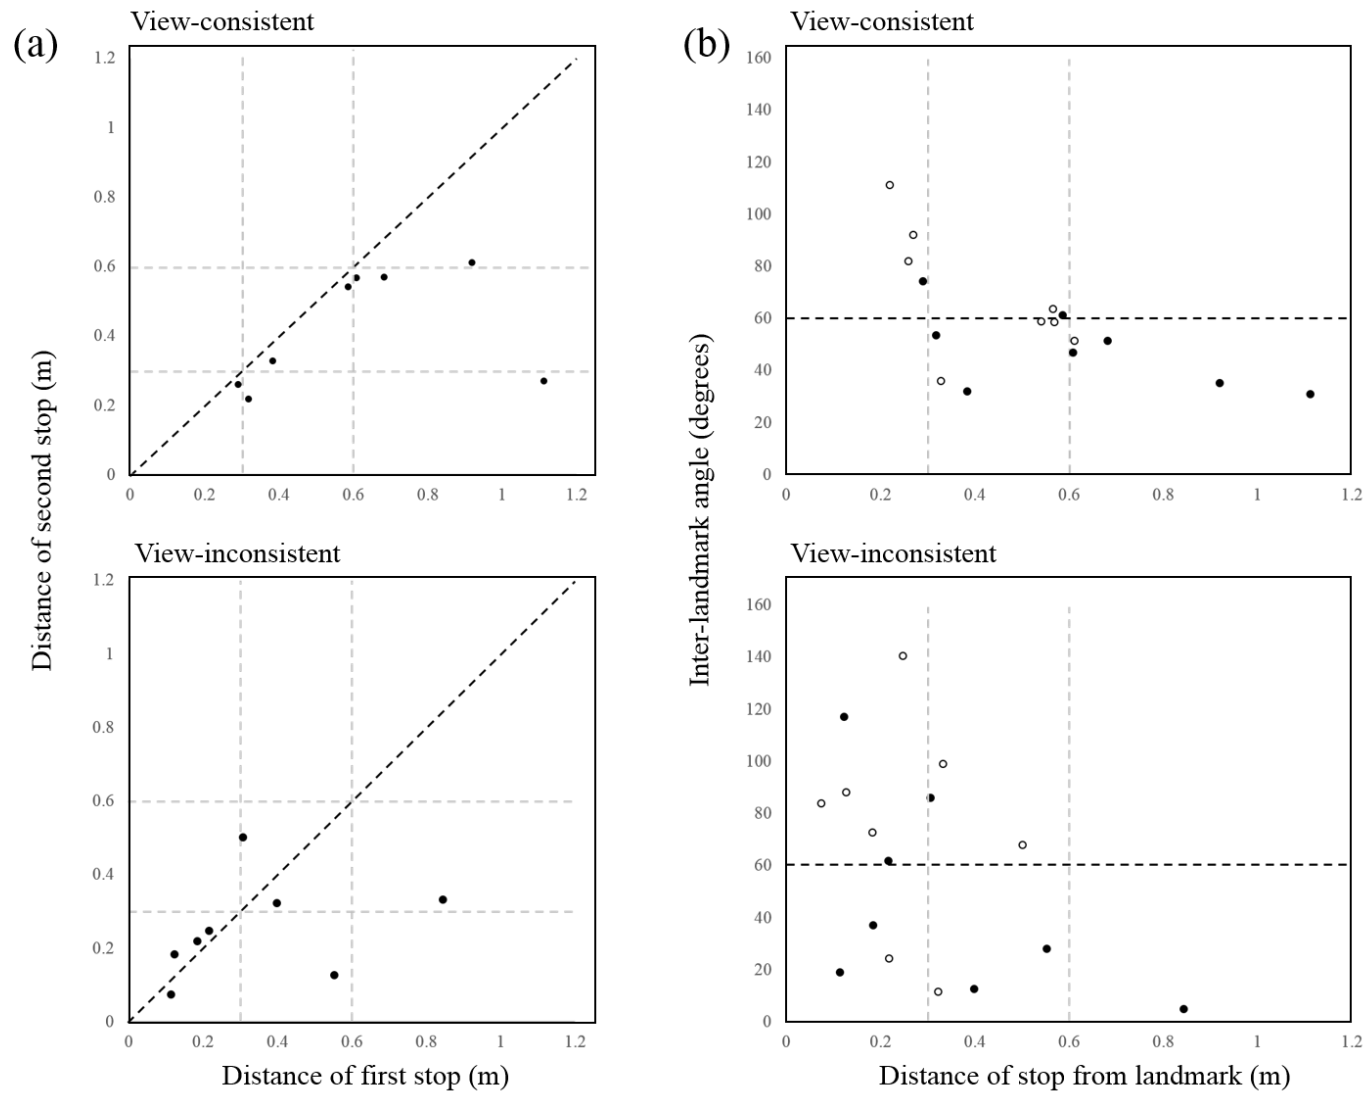 (a)
View-consistent
1.2
1
0.8
0.6
0.4
0.2
0
0 0.2 0.4 0.6 0.8 1 1.2
View-inconsistent
1.2
1
0.8
0.6
0.4
0.2
0
0 0.2 0.4 0.6 0.8 1 1.2
Distance of second stop (m)
Distance of first stop (m)
(b)
View-consistent
160
140
120
100
80
60
40
20
0
0 0.2 0.4 0.6 0.8 1 1.2
View-inconsistent
160
140
120
100
80
60
40
20
0
0 0.2 0.4 0.6 0.8 1 1.2
Inter-landmark angle (degrees)
Distance of stop from landmark (m)